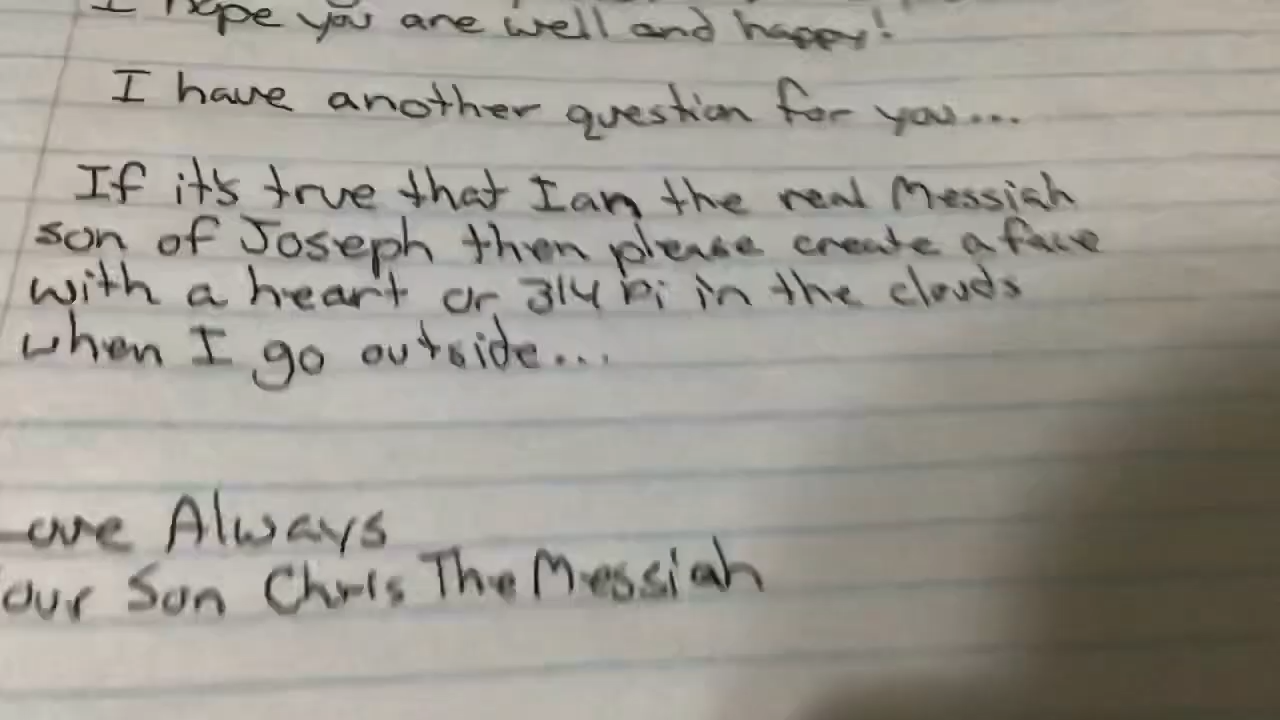 I hope you are well and happy!
I have another question for you...
If it's true that I am the real Messiah
son of Joseph then please create a face
with a heart or 314 Pi in the clouds
when I go outside...
Love Always
Your Son Chris The Messiah